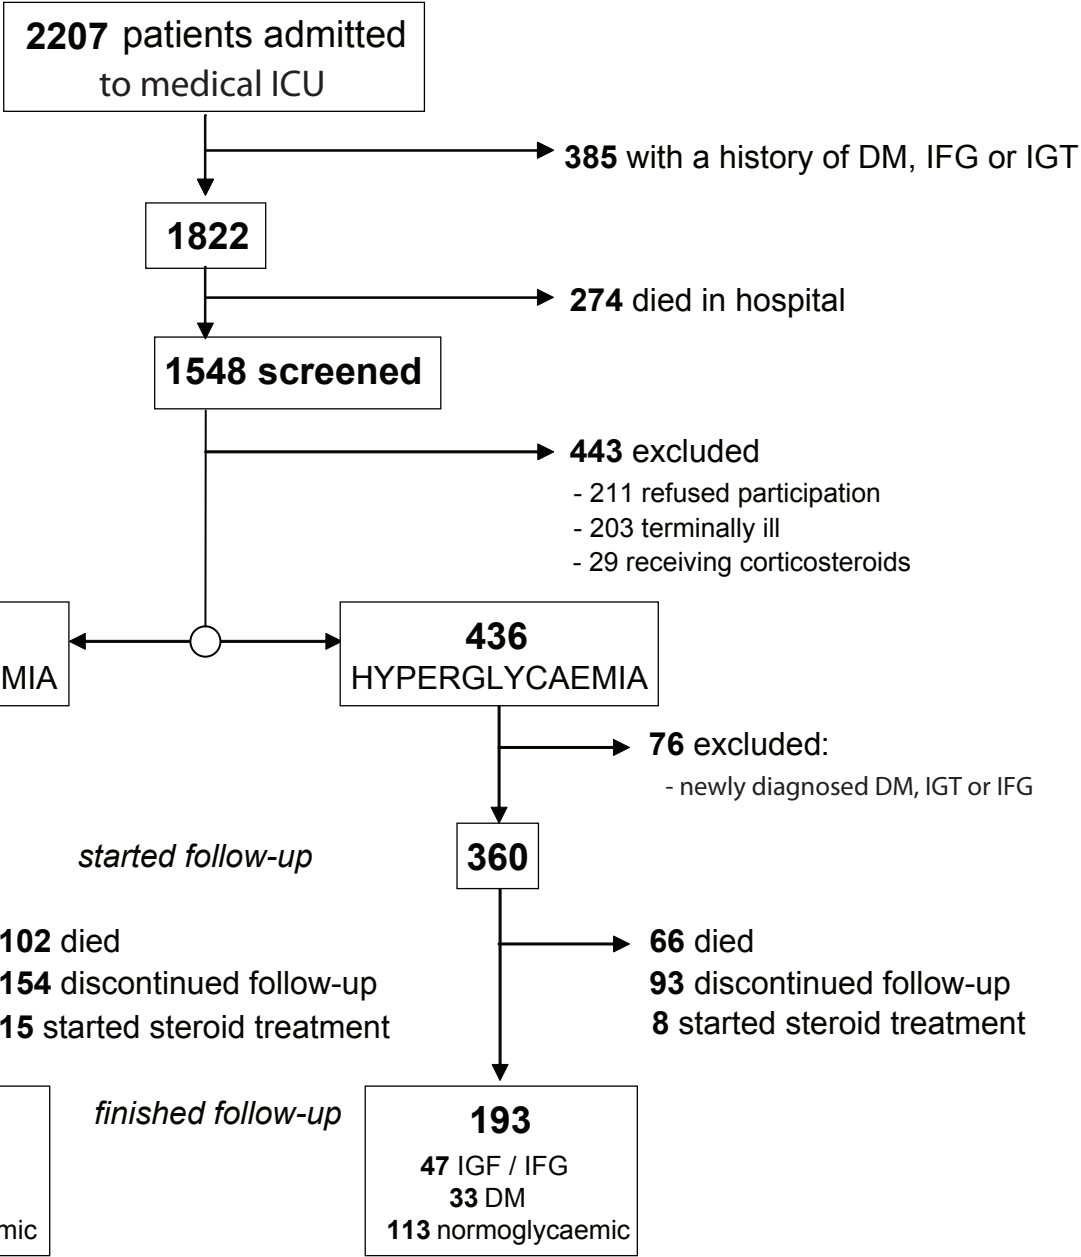 2207 patients admitted
to medical ICU
385 with a history of DM, IFG or IGT
1822
274 died in hospital
1548 screened
443 excluded
- 211 refused participation
- 203 terminally ill
- 29 receiving corticosteroids
MIA
436
HYPERGLYCAEMIA
76 excluded:
- newly diagnosed DM, IGT or IFG
started follow-up
360
102 died
154 discontinued follow-up
15 started steroid treatment
66 died
93 discontinued follow-up
8 started steroid treatment
finished follow-up
193
47 IGF / IFG
33 DM
113 normoglycaemic
mic